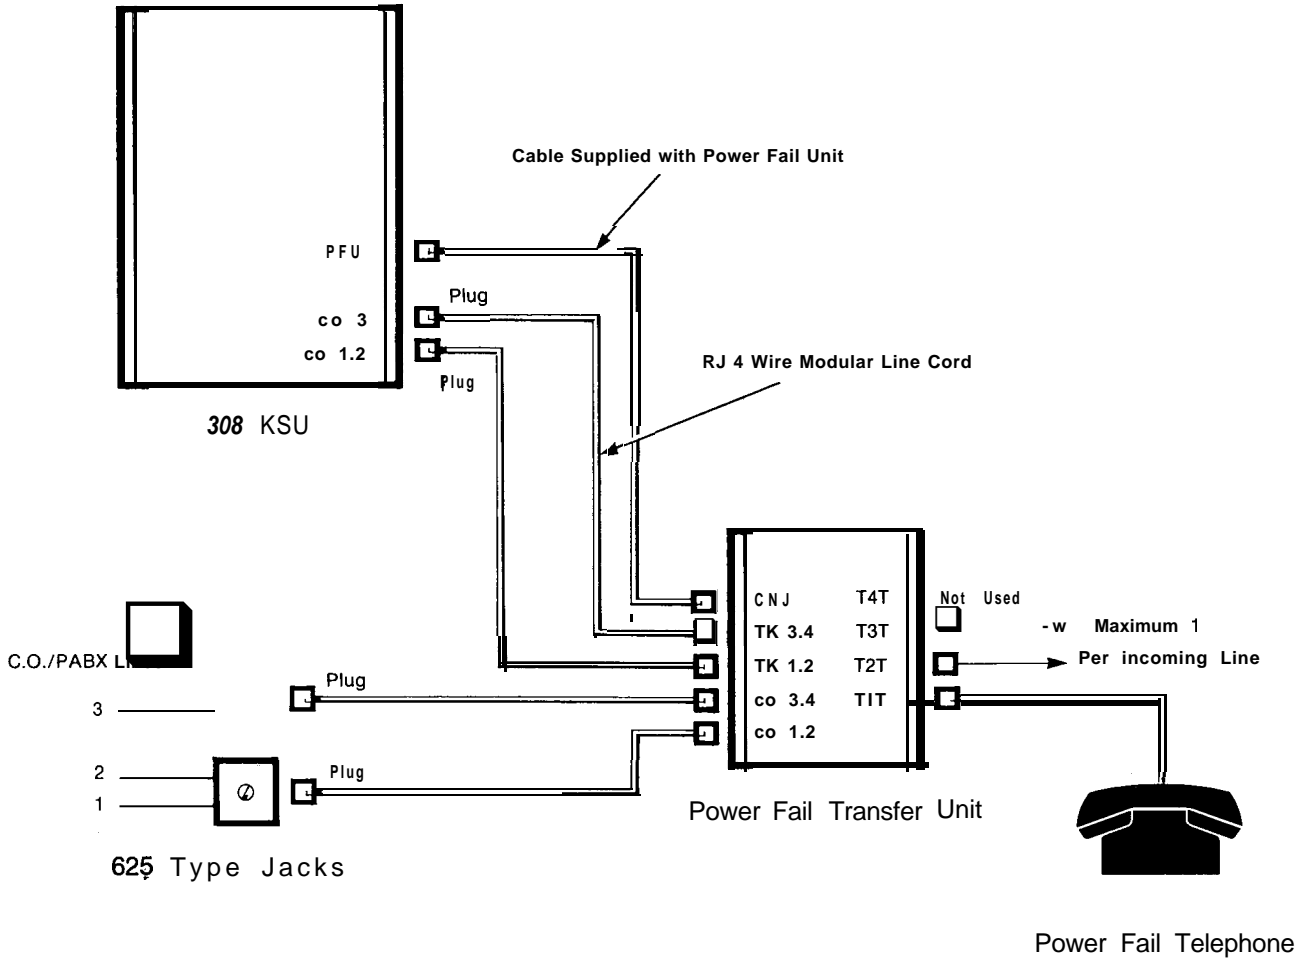 Cable Supplied with Power Fail Unit
PFU
Plug
co 3
co 1.2
Plug
RJ 4 Wire Modular Line Cord
308 KSU
CNJ T4T Not Used
TK 3.4 T3T -w Maximum 1
TK 1.2 T2T Per incoming Line
co 3.4 TIT
co 1.2
C.O./PABX LI
Plug
3
2
Plug
1
Power Fail Transfer Unit
625 Type Jacks
Power Fail Telephone